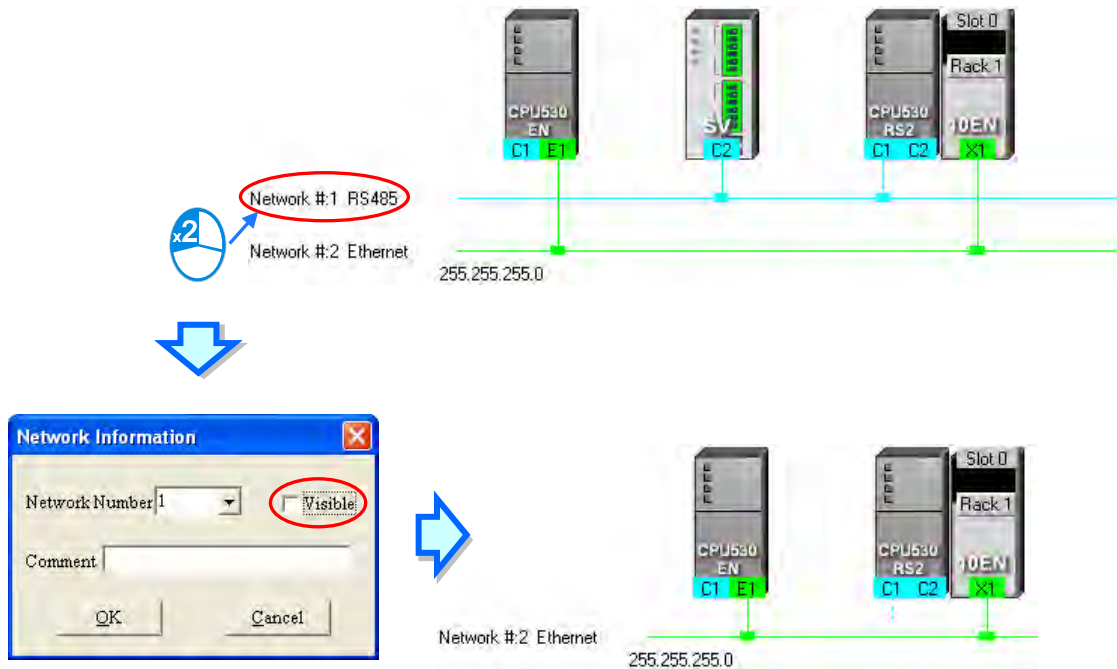 Slot 0
Rack 1
CPU530
EN
SV
CPU530
RS2
10EN
C1 E1
C2
C1 C2
X1
Network #:1 RS485
x2
Network #:2 Ethernet
255.255.255.0
Network Information
Network Number 1
Visible
Comment
OK
Cancel
Slot 0
Rack 1
CPU530
EN
CPU530
RS2
10EN
C1 E1
C1 C2
X1
Network #:2 Ethernet
255.255.255.0